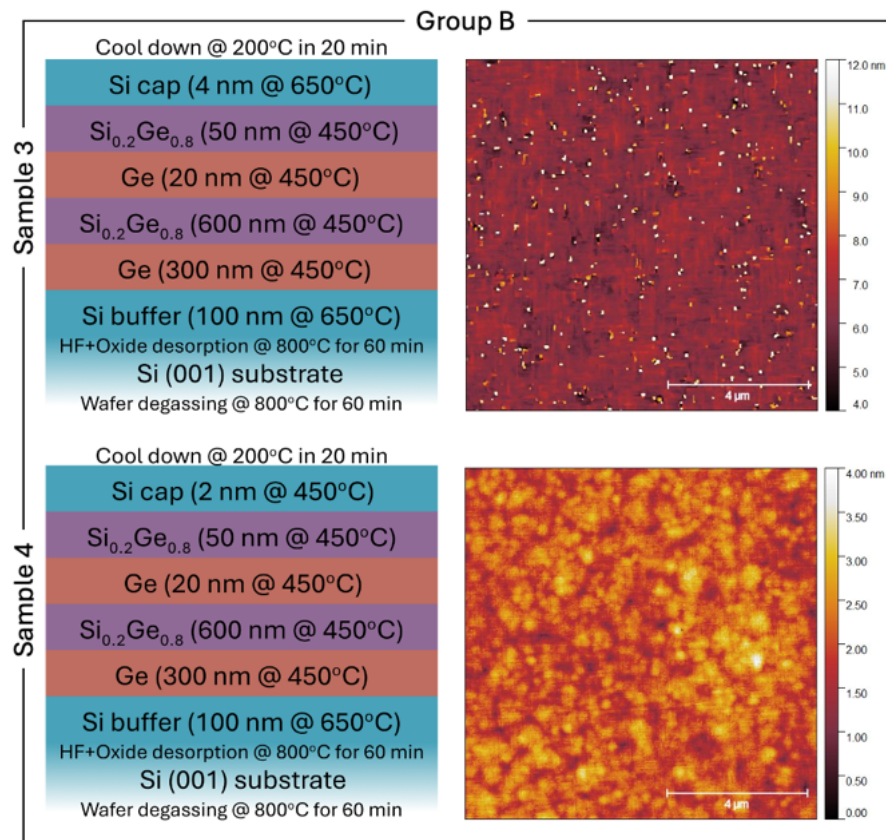 Group B
Sample 3
Cool down @ 200°C in 20 min
Si cap (4 nm @ 650°C)
Si₀.₂Ge₀.₈ (50 nm @ 450°C)
Ge (20 nm @ 450°C)
Si₀.₂Ge₀.₈ (600 nm @ 450°C)
Ge (300 nm @ 450°C)
Si buffer (100 nm @ 650°C)
HF+Oxide desorption @ 800°C for 60 min
Si (001) substrate
Wafer degassing @ 800°C for 60 min
4 µm
12.0 nm
11.0
10.0
9.0
8.0
7.0
6.0
5.0
4.0
Sample 4
Cool down @ 200°C in 20 min
Si cap (2 nm @ 450°C)
Si₀.₂Ge₀.₈ (50 nm @ 450°C)
Ge (20 nm @ 450°C)
Si₀.₂Ge₀.₈ (600 nm @ 450°C)
Ge (300 nm @ 450°C)
Si buffer (100 nm @ 650°C)
HF+Oxide desorption @ 800°C for 60 min
Si (001) substrate
Wafer degassing @ 800°C for 60 min
4 µm
4.00 nm
3.50
3.00
2.50
2.00
1.50
1.00
0.50
0.00